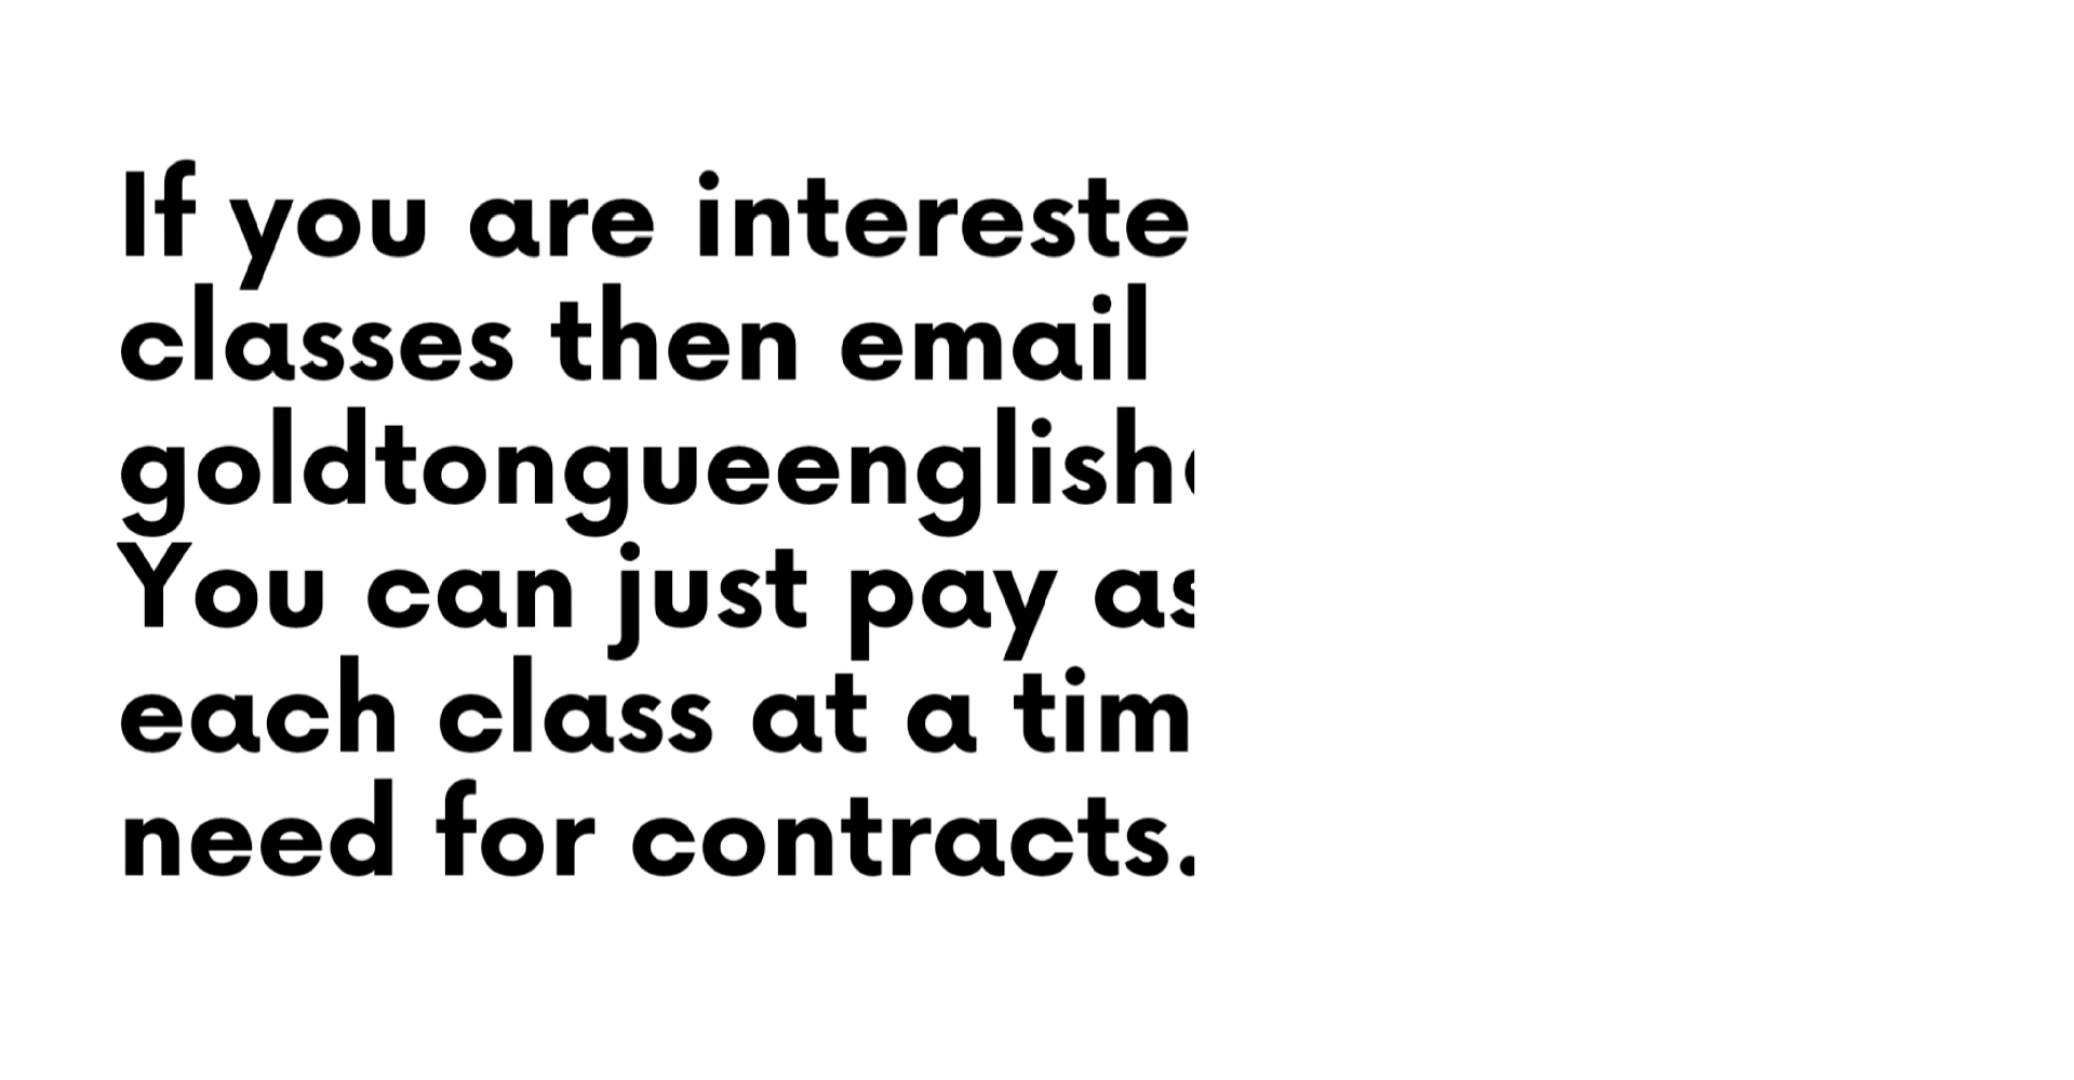 If you are intereste
classes then email
goldtongueenglish
You can just pay as
each class at a tim
need for contracts.